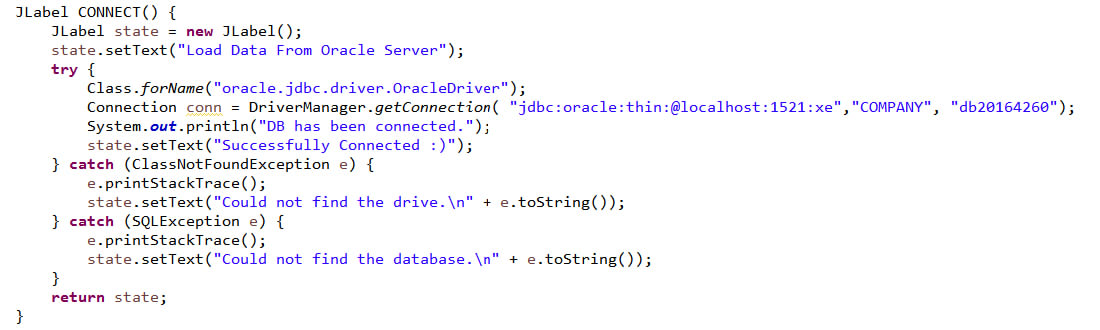 JLabel CONNECT() {
    JLabel state = new JLabel();
    state.setText("Load Data From Oracle Server");
    try {
        Class.forName("oracle.jdbc.driver.OracleDriver");
        Connection conn = DriverManager.getConnection( "jdbc:oracle:thin:@localhost:1521:xe","COMPANY", "db20164260");
        System.out.println("DB has been connected.");
        state.setText("Successfully Connected :)");
    } catch (ClassNotFoundException e) {
        e.printStackTrace();
        state.setText("Could not find the drive.\n" + e.toString());
    } catch (SQLException e) {
        e.printStackTrace();
        state.setText("Could not find the database.\n" + e.toString());
    }
    return state;
}